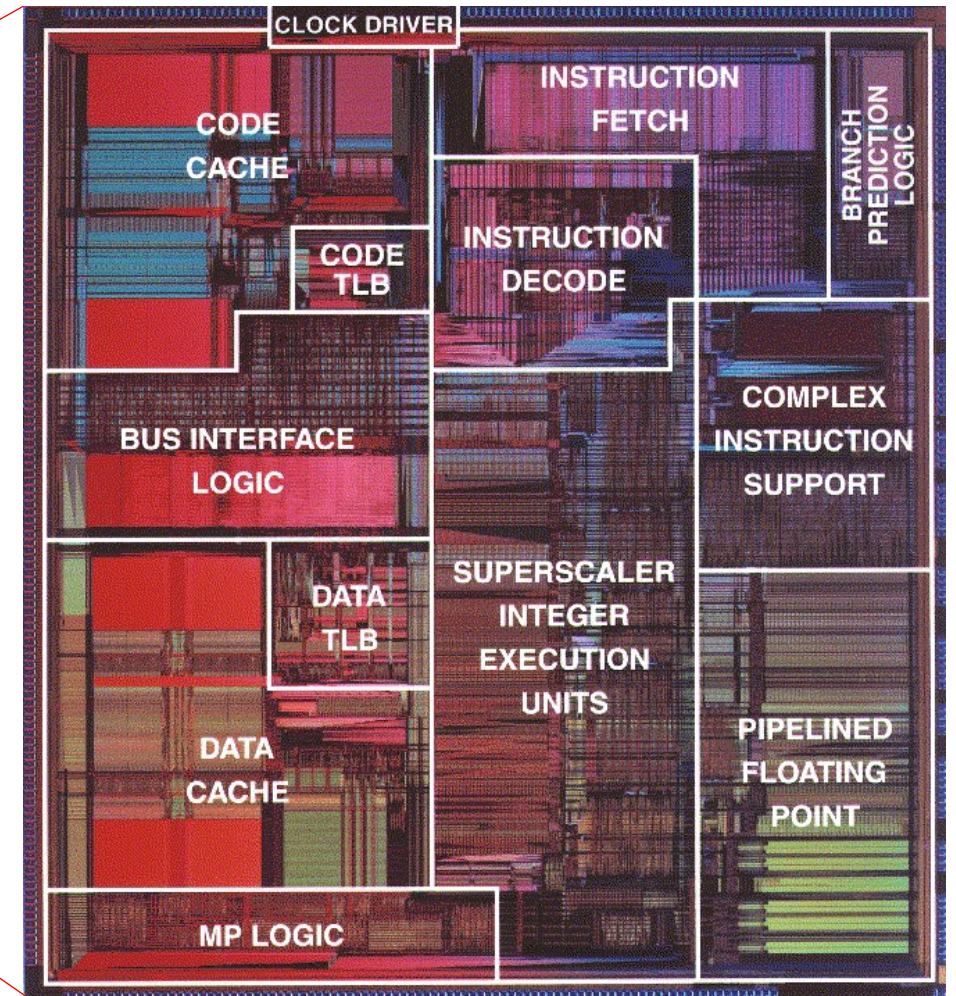 CLOCK DRIVER
CODE
CACHE
INSTRUCTION
FETCH
BRANCH
PREDICTION
LOGIC
CODE
TLB
INSTRUCTION
DECODE
COMPLEX
INSTRUCTION
SUPPORT
BUS INTERFACE
LOGIC
DATA
TLB
SUPERSCALER
INTEGER
EXECUTION
UNITS
DATA
CACHE
PIPELINED
FLOATING
POINT
MP LOGIC